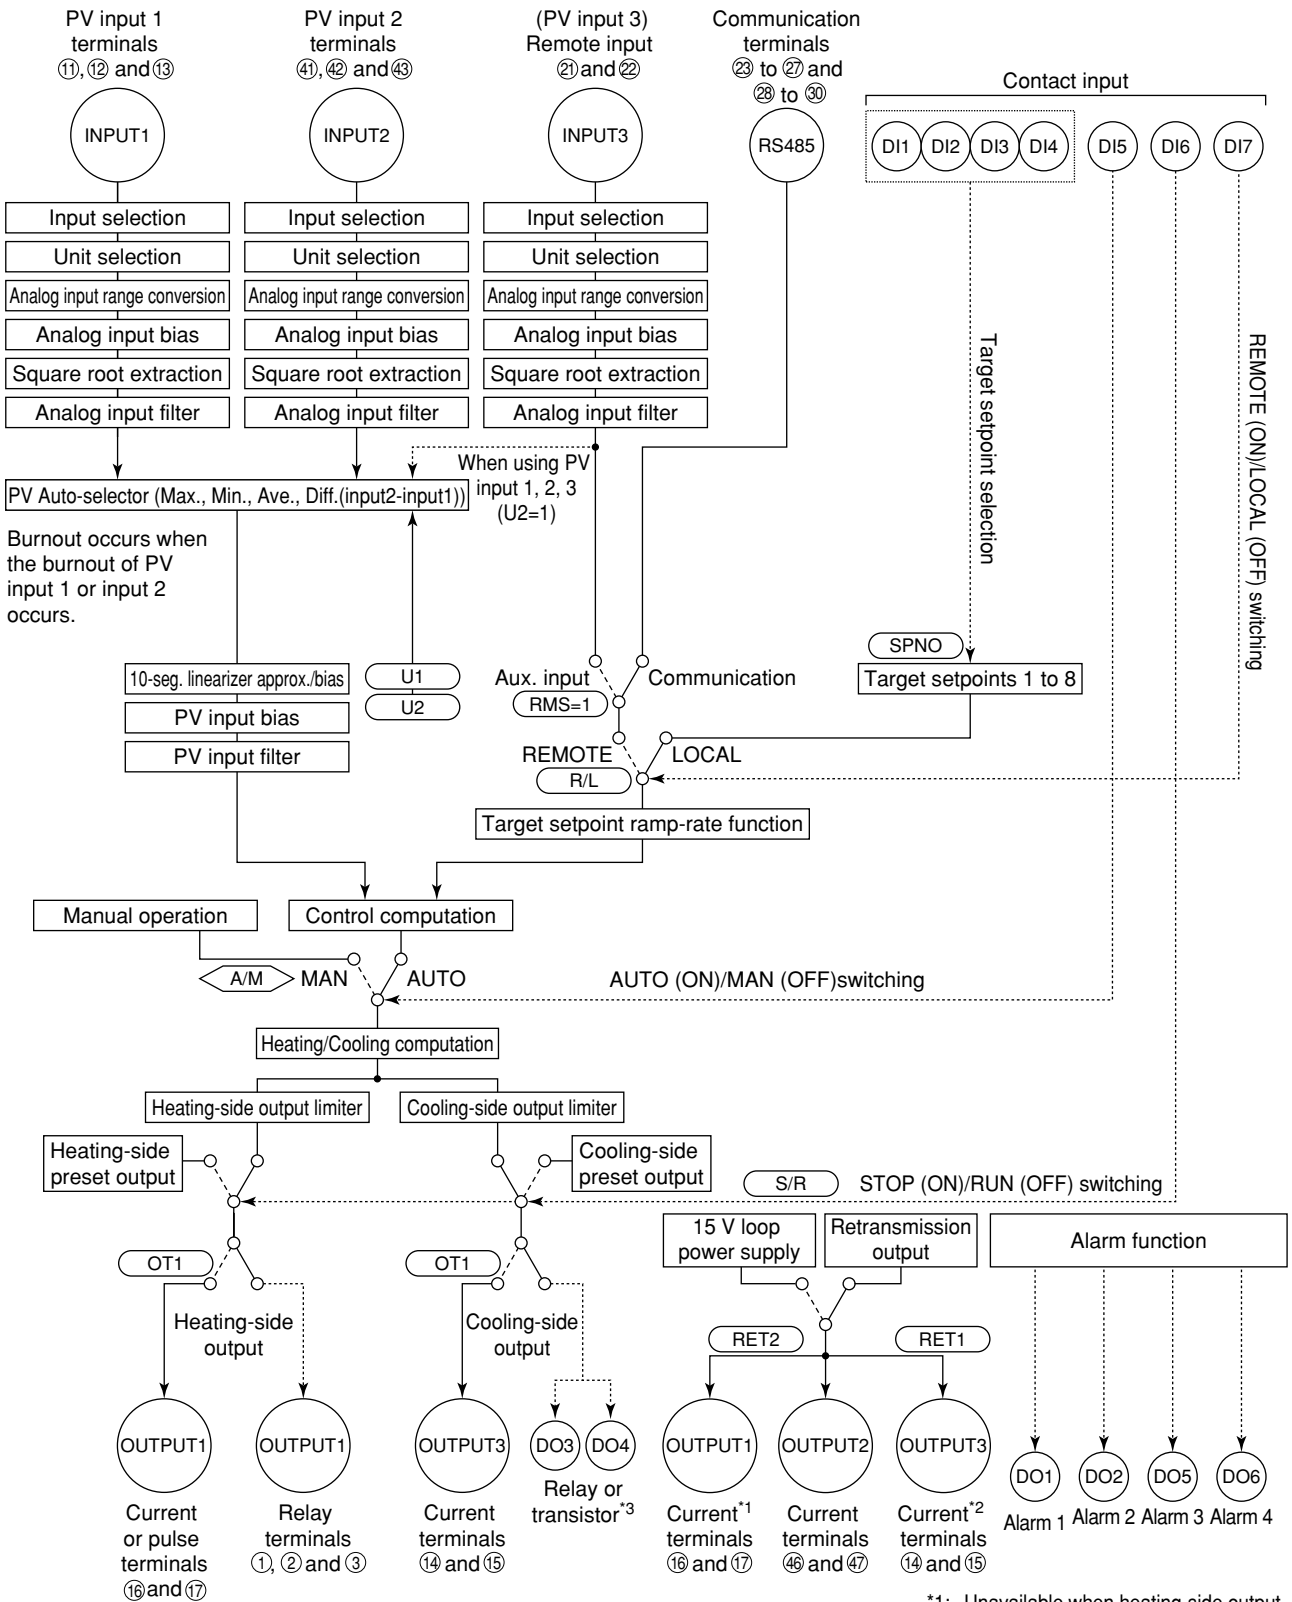 PV input 1
terminals
⑪, ⑫ and ⑬
PV input 2
terminals
㊶, ㊷ and ㊸
(PV input 3)
Remote input
㉑ and ㉒
Communication
terminals
㉓ to ㉗ and
㉘ to ㉚
Contact input
INPUT1
INPUT2
INPUT3
RS485
DI1
DI2
DI3
DI4
DI5
DI6
DI7
Input selection
Input selection
Input selection
Unit selection
Unit selection
Unit selection
Analog input range conversion
Analog input range conversion
Analog input range conversion
Analog input bias
Analog input bias
Analog input bias
Square root extraction
Square root extraction
Square root extraction
Analog input filter
Analog input filter
Analog input filter
Target setpoint selection
REMOTE (ON)/LOCAL (OFF) switching
When using PV
input 1, 2, 3
(U2=1)
PV Auto-selector (Max., Min., Ave., Diff.(input2-input1))
Burnout occurs when
the burnout of PV
input 1 or input 2
occurs.
10-seg. linearizer approx./bias
PV input bias
PV input filter
U1
U2
Aux. input
RMS=1
Communication
SPNO
Target setpoints 1 to 8
REMOTE
LOCAL
R/L
Target setpoint ramp-rate function
Manual operation
Control computation
A/M
MAN
AUTO
AUTO (ON)/MAN (OFF)switching
Heating/Cooling computation
Heating-side output limiter
Cooling-side output limiter
Heating-side
preset output
Cooling-side
preset output
S/R
STOP (ON)/RUN (OFF) switching
15 V loop
power supply
Retransmission
output
Alarm function
OT1
OT1
Heating-side
output
Cooling-side
output
RET2
RET1
OUTPUT1
OUTPUT1
OUTPUT3
DO3
DO4
OUTPUT1
OUTPUT2
OUTPUT3
DO1
DO2
DO5
DO6
Current
or pulse
terminals
⑯ and ⑰
Relay
terminals
①, ② and ③
Current
terminals
⑭ and ⑮
Relay or
transistor*3
Current*1
terminals
⑯ and ⑰
Current
terminals
㊻ and ㊼
Current*2
terminals
⑭ and ⑮
Alarm 1
Alarm 2
Alarm 3
Alarm 4
*1: Unavailable when heating-side output